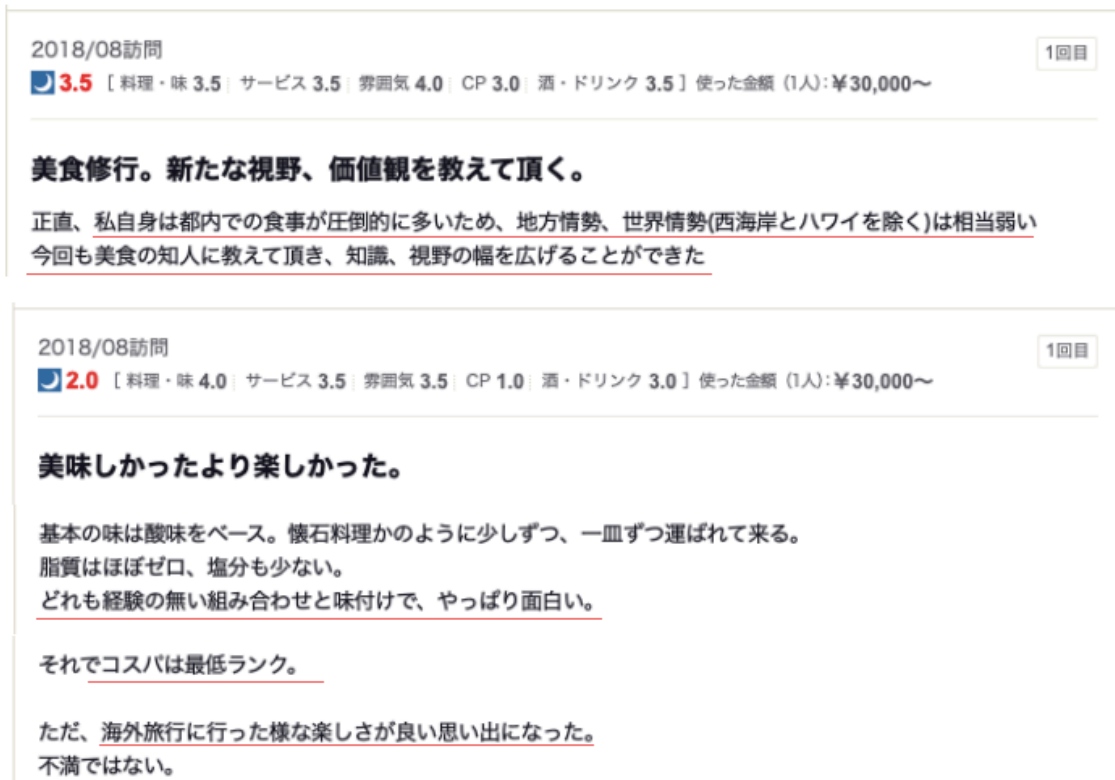 2018/08訪問
1回目
3.5 [ 料理・味 3.5 サービス 3.5 雰囲気 4.0 CP 3.0 酒・ドリンク 3.5 ] 使った金額 (1人):¥30,000〜
美食修行。新たな視野、価値観を教えて頂く。
正直、私自身は都内での食事が圧倒的に多いため、地方情勢、世界情勢(西海岸とハワイを除く)は相当弱い
今回も美食の知人に教えて頂き、知識、視野の幅を広げることができた
2018/08訪問
1回目
2.0 [ 料理・味 4.0 サービス 3.5 雰囲気 3.5 CP 1.0 酒・ドリンク 3.0 ] 使った金額 (1人):¥30,000〜
美味しかったより楽しかった。
基本の味は酸味をベース。懐石料理かのように少しずつ、一皿ずつ運ばれて来る。
脂質はほぼゼロ、塩分も少ない。
どれも経験の無い組み合わせと味付けで、やっぱり面白い。
それでコスパは最低ランク。
ただ、海外旅行に行った様な楽しさが良い思い出になった。
不満ではない。